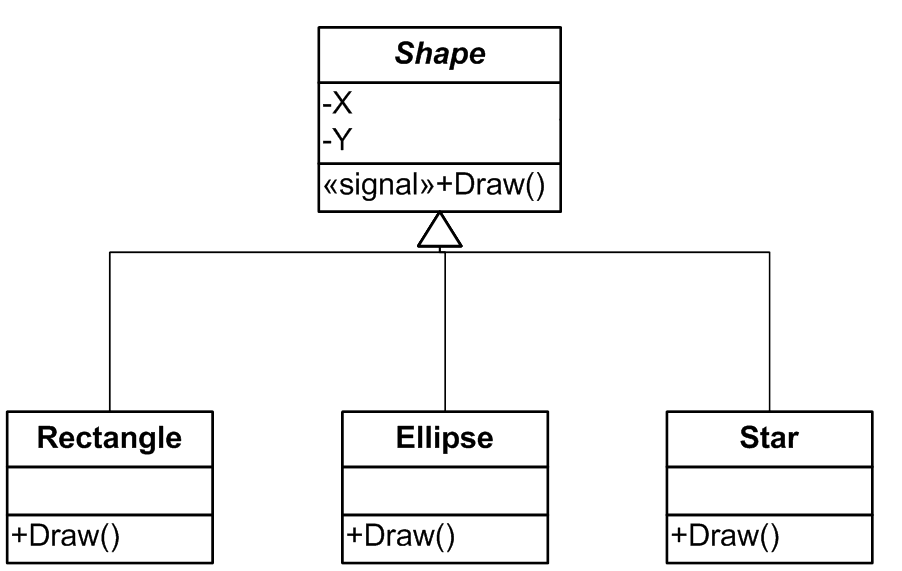 Shape
-X
-Y
«signal»+Draw()
Rectangle
+Draw()
Ellipse
+Draw()
Star
+Draw()